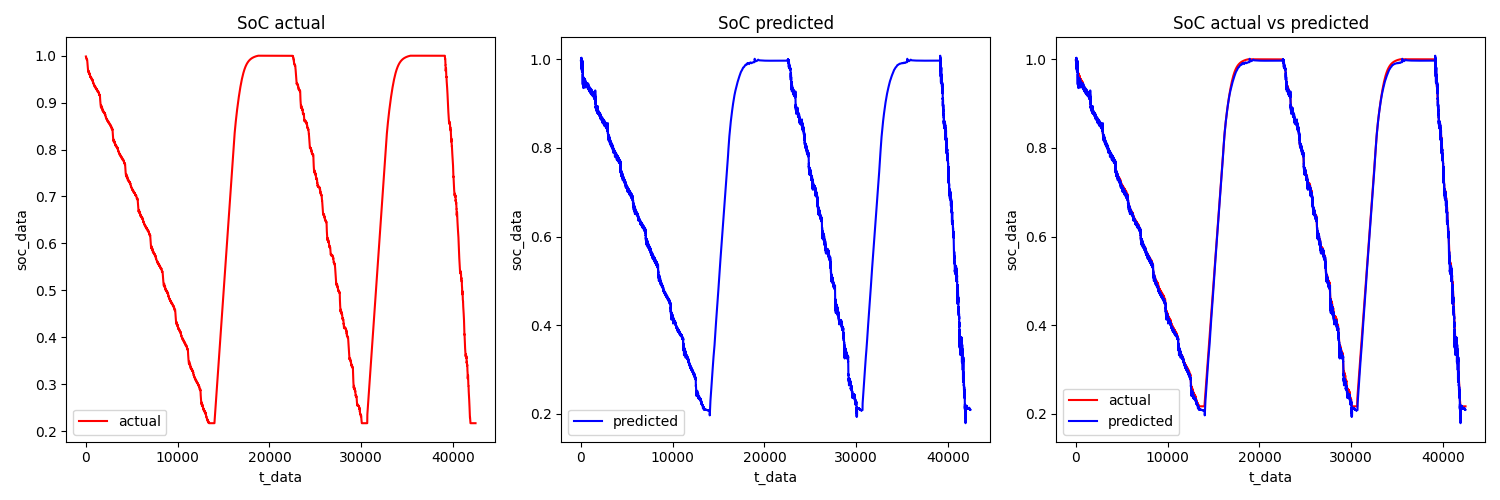 SoC actual
soc_data
1.0
0.9
0.8
0.7
0.6
0.5
0.4
0.3
0.2
actual
0 10000 20000 30000 40000
t_data
SoC predicted
soc_data
1.0
0.8
0.6
0.4
0.2
predicted
0 10000 20000 30000 40000
t_data
SoC actual vs predicted
soc_data
1.0
0.8
0.6
0.4
0.2
actual
predicted
0 10000 20000 30000 40000
t_data